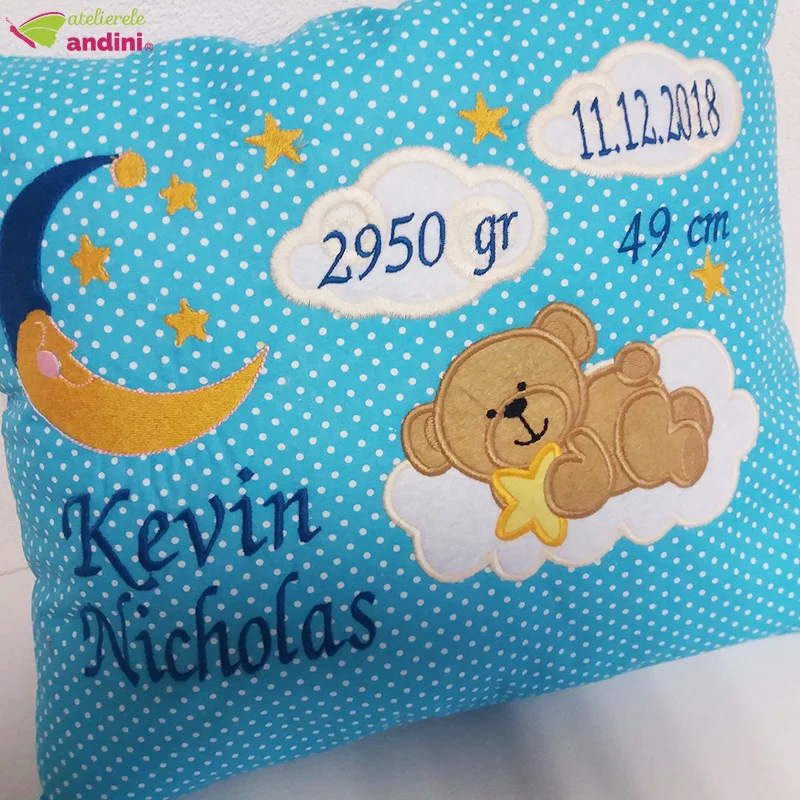 atelierele
andini®
11.12.2018
2950 gr
49 cm
Kevin
Nicholas